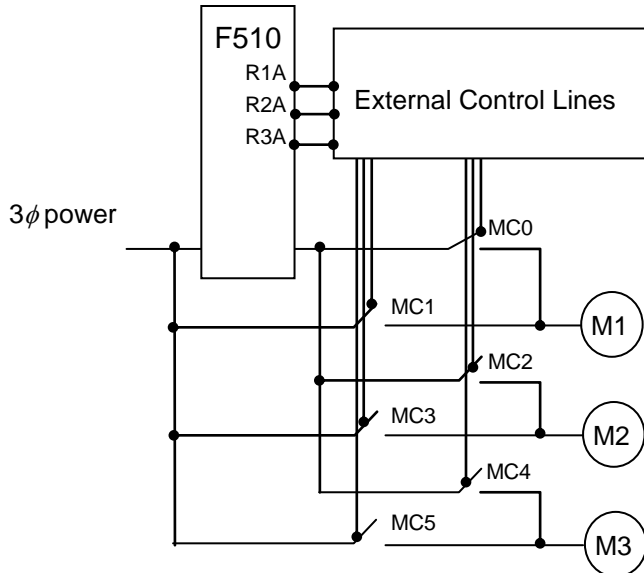 F510
R1A
R2A
R3A
External Control Lines
3ϕ power
MC0
MC1
M1
MC2
MC3
M2
MC4
MC5
M3